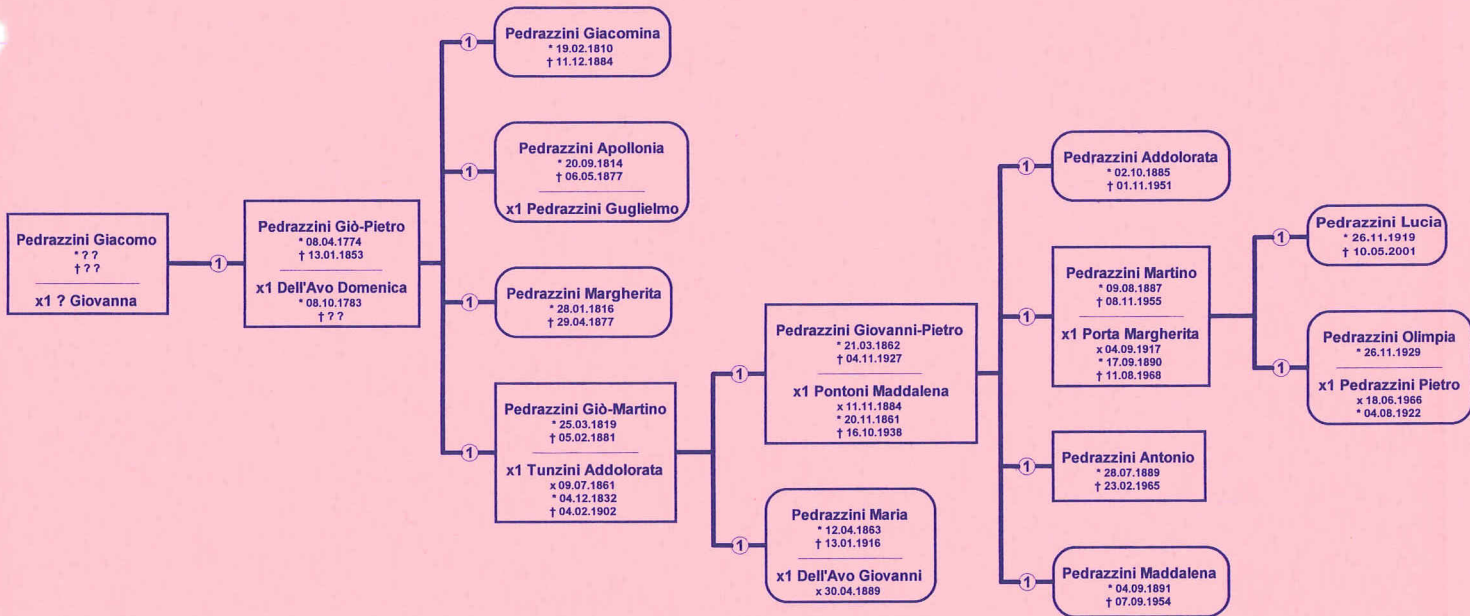 Pedrazzini Giacomo
* ? ?
† ? ?
x1 ? Giovanna
1
Pedrazzini Giò-Pietro
* 08.04.1774
† 13.01.1853
x1 Dell'Avo Domenica
* 08.10.1783
† ? ?
1
Pedrazzini Giacomina
* 19.02.1810
† 11.12.1884
1
Pedrazzini Apollonia
* 20.09.1814
† 06.05.1877
x1 Pedrazzini Guglielmo
1
Pedrazzini Margherita
* 28.01.1816
† 29.04.1877
1
Pedrazzini Giò-Martino
* 25.03.1819
† 05.02.1881
x1 Tunzini Addolorata
x 09.07.1861
* 04.12.1832
† 04.02.1902
1
Pedrazzini Giovanni-Pietro
* 21.03.1862
† 04.11.1927
x1 Pontoni Maddalena
x 11.11.1884
* 20.11.1861
† 16.10.1938
1
Pedrazzini Maria
* 12.04.1863
† 13.01.1916
x1 Dell'Avo Giovanni
x 30.04.1889
1
Pedrazzini Addolorata
* 02.10.1885
† 01.11.1951
1
Pedrazzini Martino
* 09.08.1887
† 08.11.1955
x1 Porta Margherita
x 04.09.1917
* 17.09.1890
† 11.08.1968
1
Pedrazzini Antonio
* 28.07.1889
† 23.02.1965
1
Pedrazzini Maddalena
* 04.09.1891
† 07.09.1954
1
Pedrazzini Lucia
* 26.11.1919
† 10.05.2001
1
Pedrazzini Olimpia
* 26.11.1929
x1 Pedrazzini Pietro
x 18.06.1966
* 04.08.1922